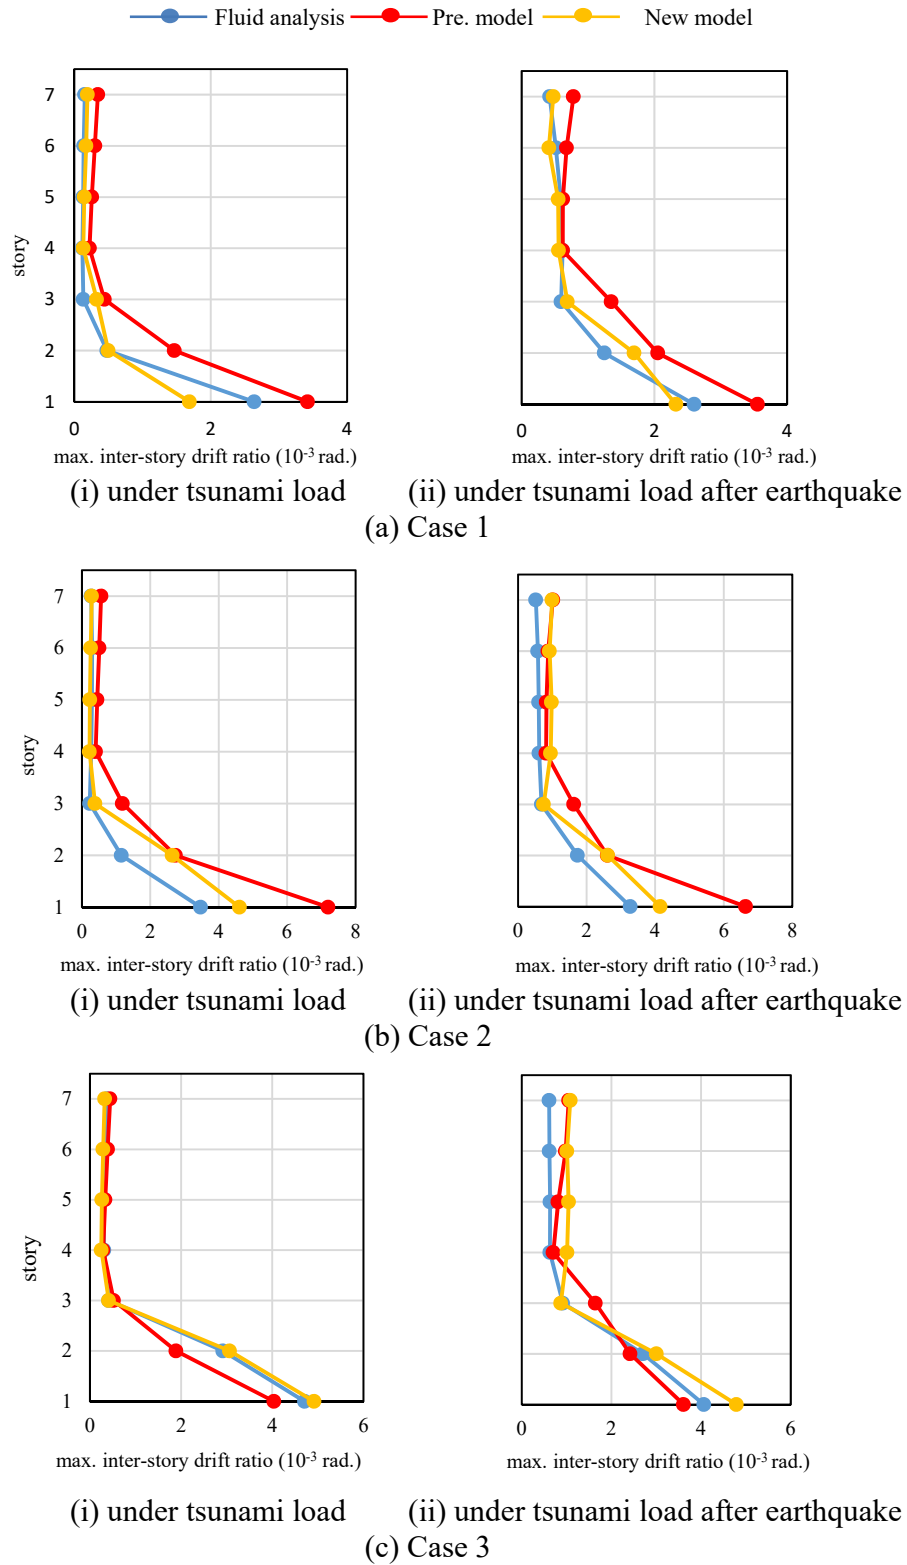 Fluid analysis Pre. model New model
7
6
5
4
3
2
1
story
0 2 4
max. inter-story drift ratio (10-3 rad.)
0 2 4
max. inter-story drift ratio (10-3 rad.)
(i) under tsunami load (ii) under tsunami load after earthquake
(a) Case 1
7
6
5
4
3
2
1
story
0 2 4 6 8
max. inter-story drift ratio (10-3 rad.)
0 2 4 6 8
max. inter-story drift ratio (10-3 rad.)
(i) under tsunami load (ii) under tsunami load after earthquake
(b) Case 2
7
6
5
4
3
2
1
story
0 2 4 6
max. inter-story drift ratio (10-3 rad.)
0 2 4 6
max. inter-story drift ratio (10-3 rad.)
(i) under tsunami load (ii) under tsunami load after earthquake
(c) Case 3